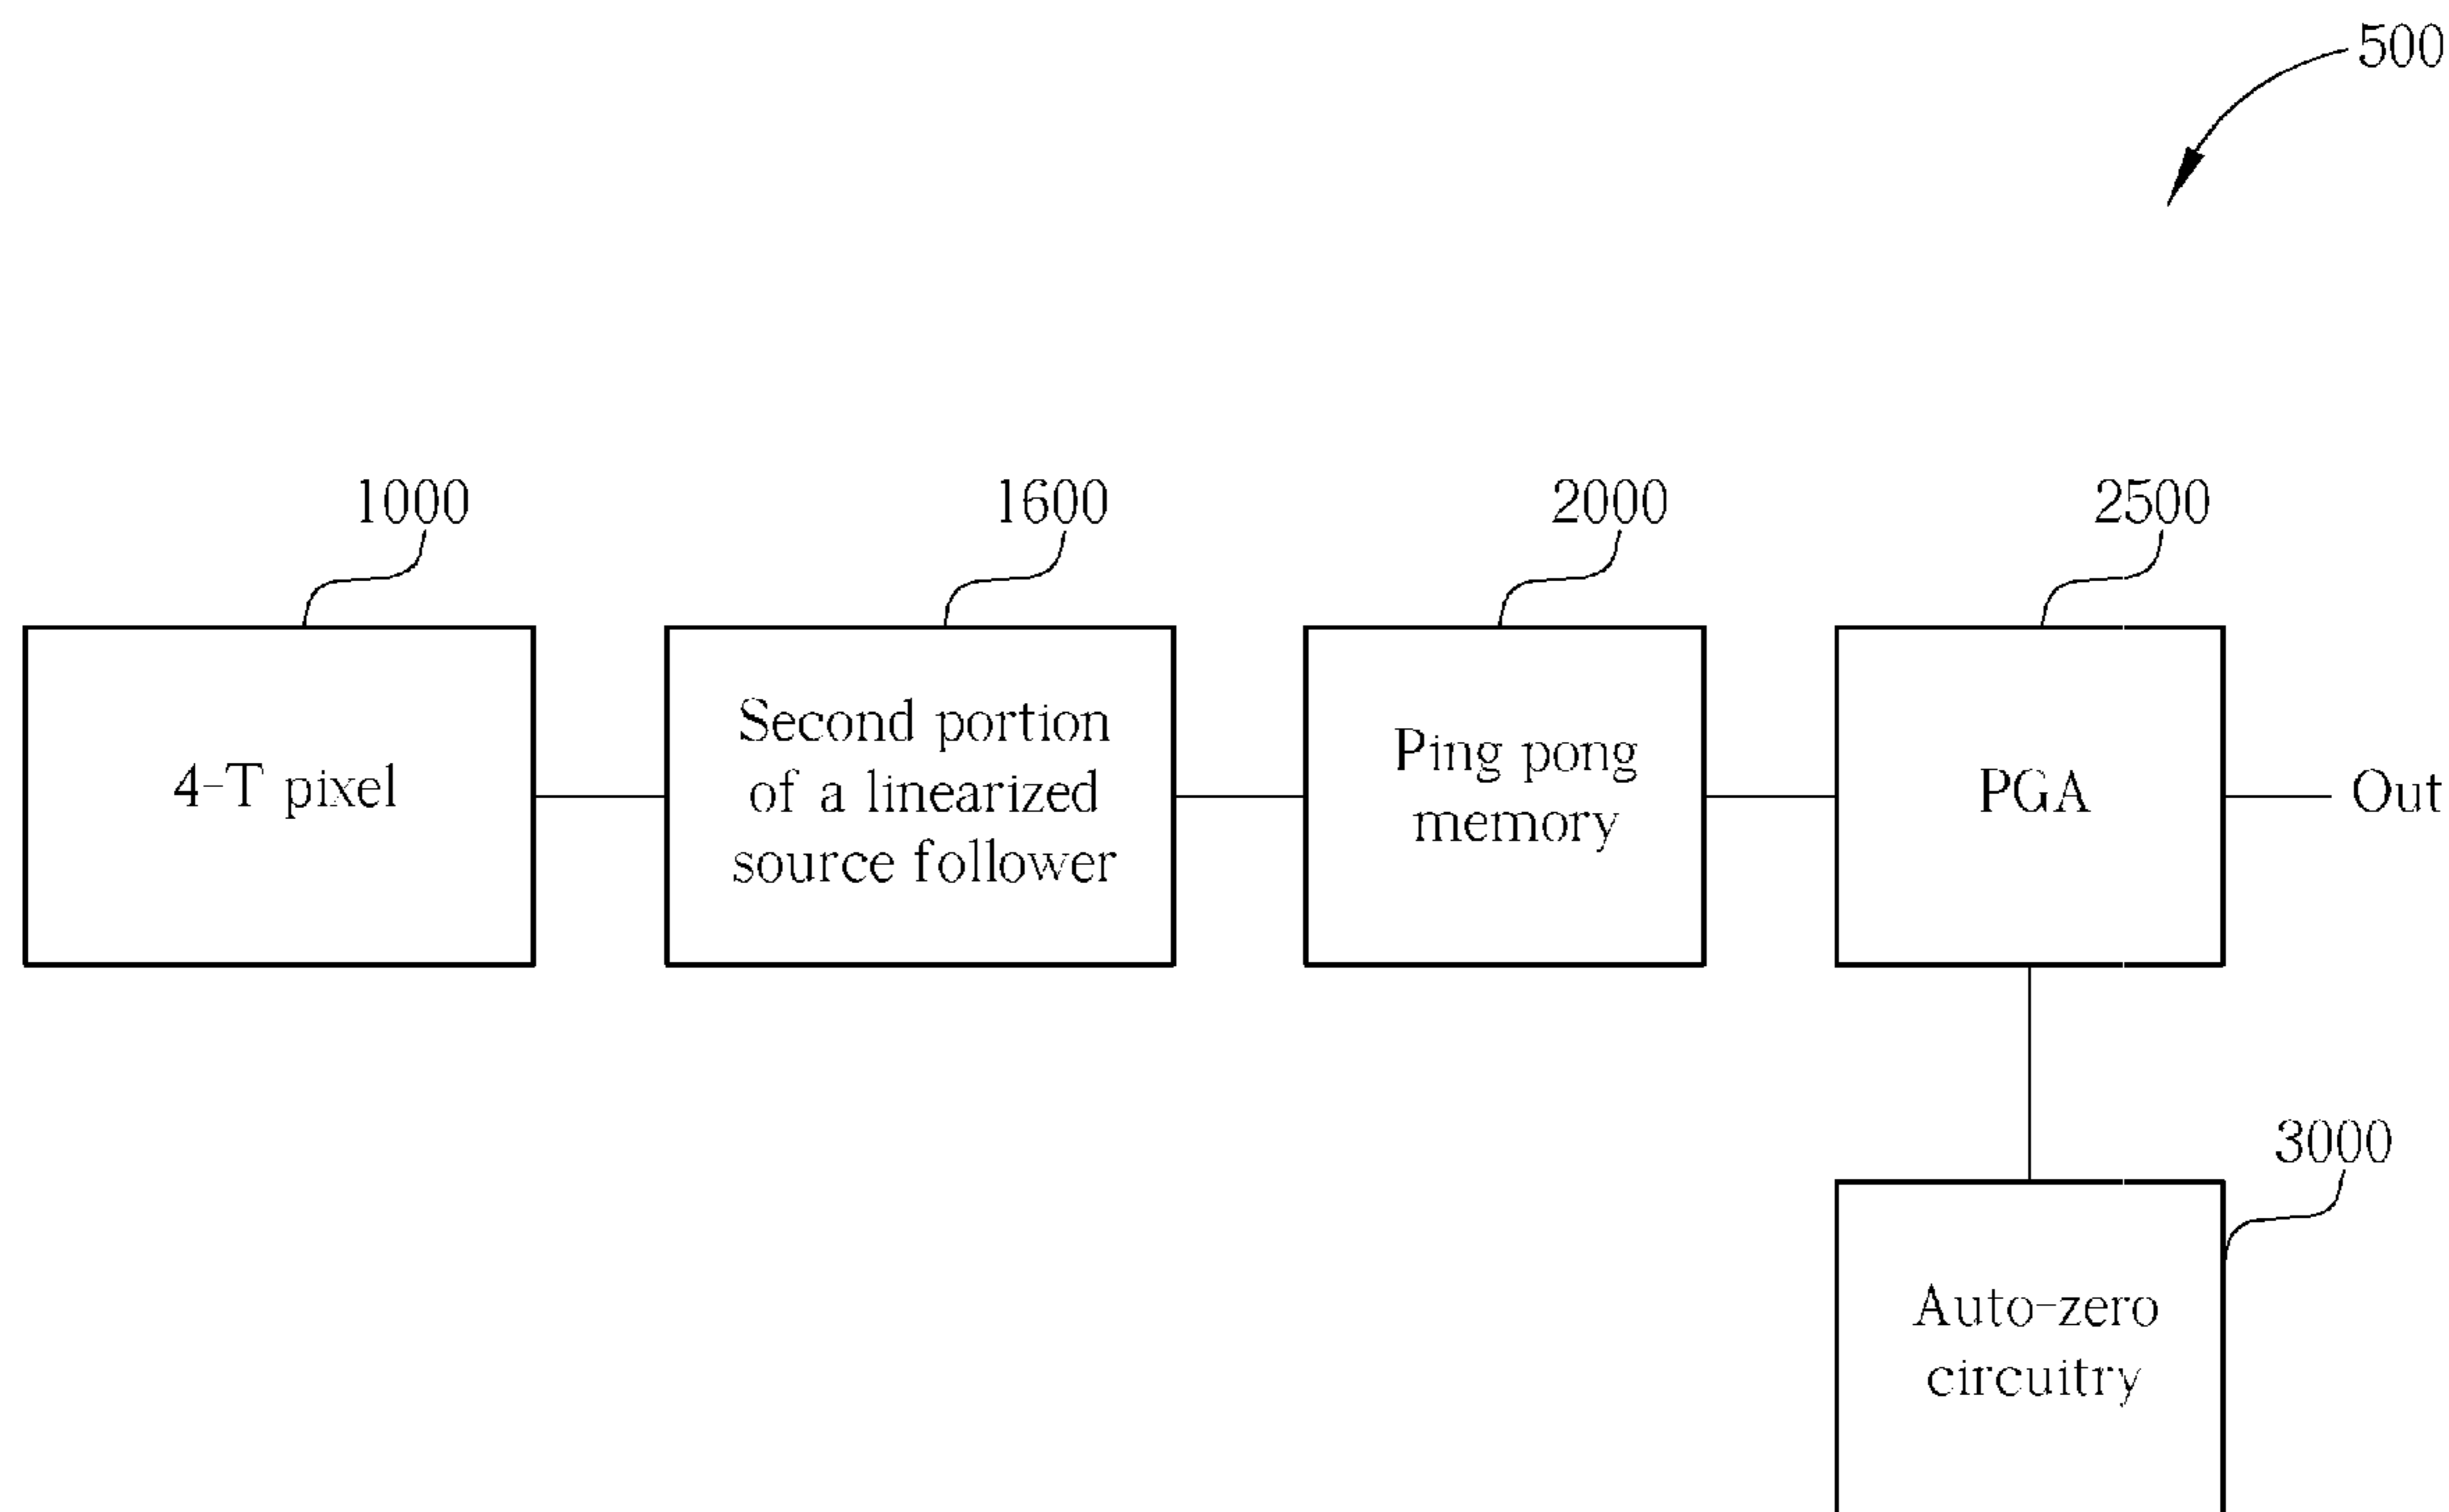 500
1000
1600
2000
2500
4-T pixel
Second portion
of a linearized
source follower
Ping pong
memory
PGA
Out
3000
Auto-zero
circuitry